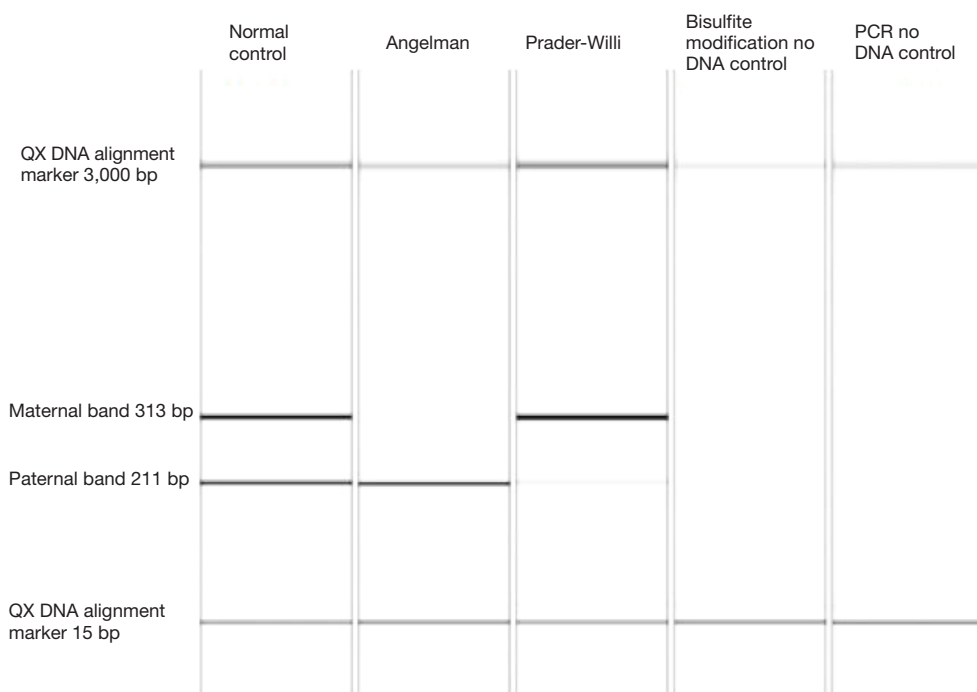 Normal
control
Angelman
Prader-Willi
Bisulfite
modification no
DNA control
PCR no
DNA control
QX DNA alignment
marker 3,000 bp
Maternal band 313 bp
Paternal band 211 bp
QX DNA alignment
marker 15 bp